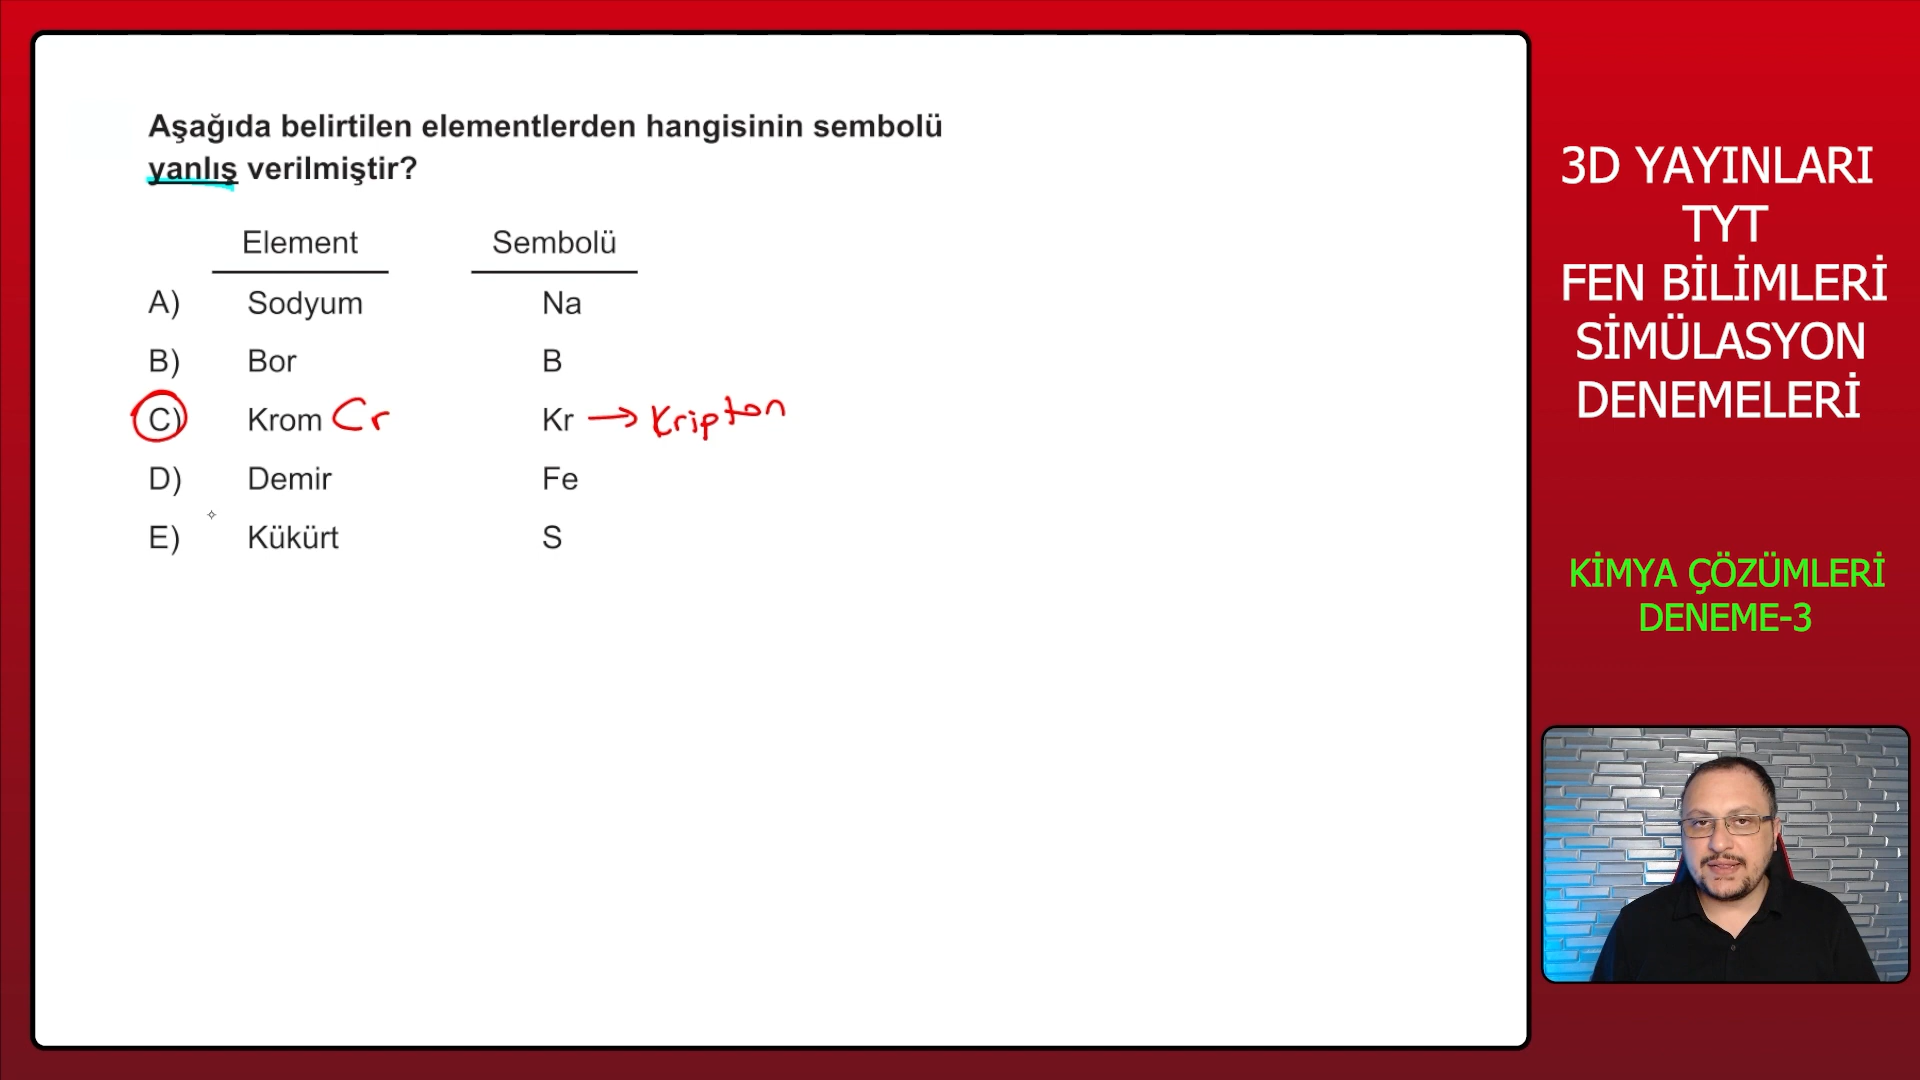 Aşağıda belirtilen elementlerden hangisinin sembolü
yanlış verilmiştir?
Element Sembolü
A) Sodyum Na
B) Bor B
C) Krom Cr Kr → Kripton
D) Demir Fe
E) Kükürt S
3D YAYINLARI
TYT
FEN BİLİMLERİ
SİMÜLASYON
DENEMELERİ
KİMYA ÇÖZÜMLERİ
DENEME-3